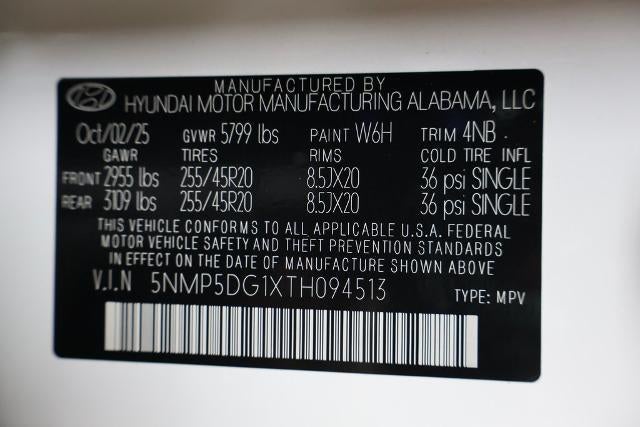 MANUFACTURED BY
HYUNDAI MOTOR MANUFACTURING ALABAMA, LLC
Oct/02/25 GVWR 5799 lbs PAINT W6H TRIM 4NB
GAWR TIRES RIMS COLD TIRE INFL
FRONT 2955 lbs 255/45R20 8.5JX20 36 psi SINGLE
REAR 3109 lbs 255/45R20 8.5JX20 36 psi SINGLE
THIS VEHICLE CONFORMS TO ALL APPLICABLE U.S.A. FEDERAL
MOTOR VEHICLE SAFETY AND THEFT PREVENTION STANDARDS
IN EFFECT ON THE DATE OF MANUFACTURE SHOWN ABOVE
V.I.N 5NMP5DG1XTH094513 TYPE: MPV